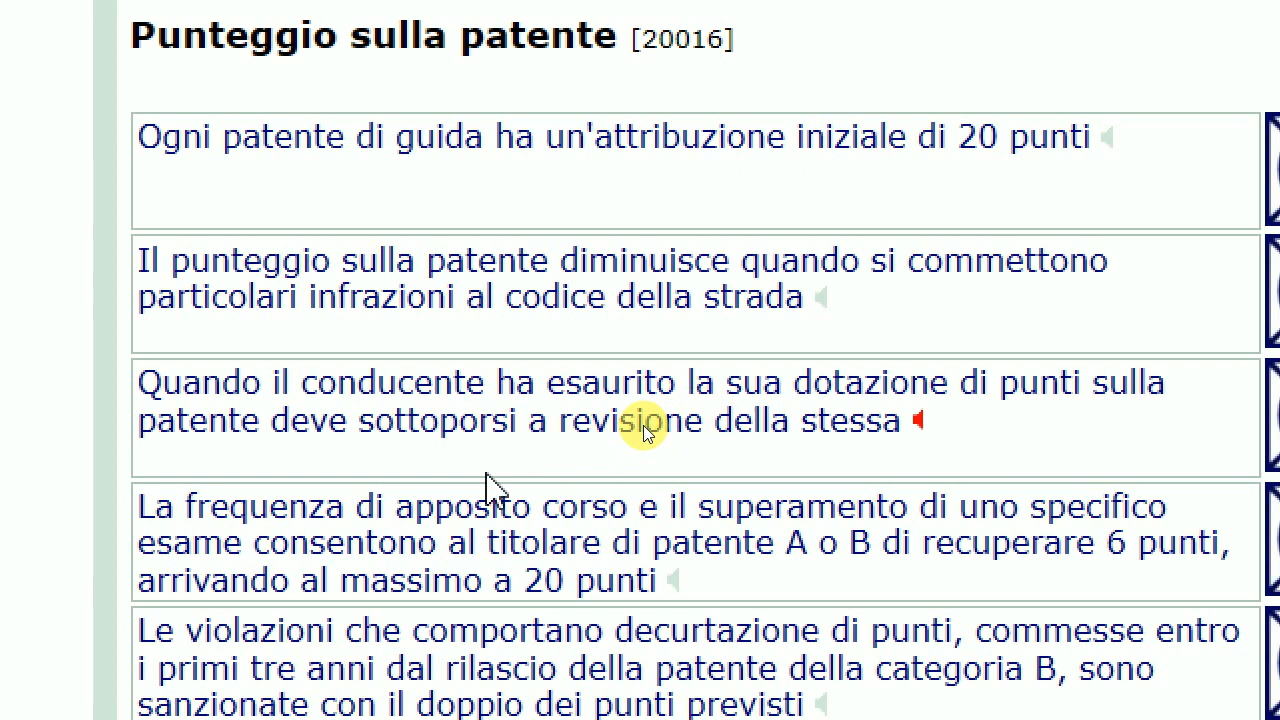 Punteggio sulla patente [20016]
Ogni patente di guida ha un'attribuzione iniziale di 20 punti
Il punteggio sulla patente diminuisce quando si commettono
particolari infrazioni al codice della strada
Quando il conducente ha esaurito la sua dotazione di punti sulla
patente deve sottoporsi a revisione della stessa
La frequenza di apposito corso e il superamento di uno specifico
esame consentono al titolare di patente A o B di recuperare 6 punti,
arrivando al massimo a 20 punti
Le violazioni che comportano decurtazione di punti, commesse entro
i primi tre anni dal rilascio della patente della categoria B, sono
sanzionate con il doppio dei punti previsti